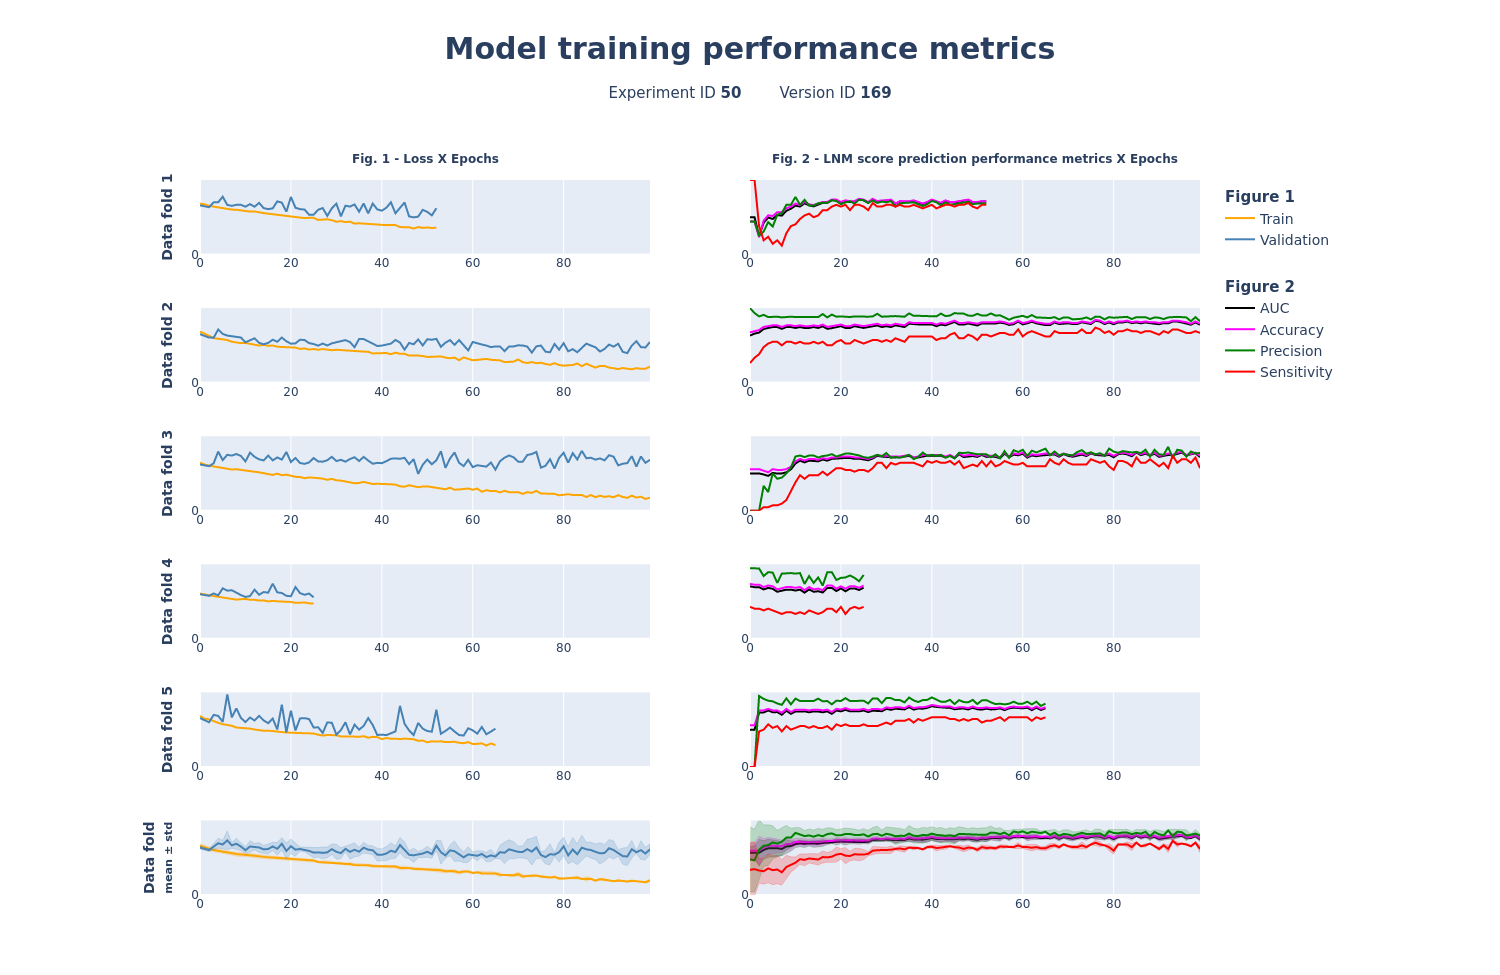 Model training performance metrics
Experiment ID 50 Version ID 169
Fig. 1 - Loss X Epochs
Fig. 2 - LNM score prediction performance metrics X Epochs
Data fold 1
0
0 20 40 60 80
0
0 20 40 60 80
Figure 1
Train
Validation
Figure 2
AUC
Accuracy
Precision
Sensitivity
Data fold 2
0
0 20 40 60 80
0
0 20 40 60 80
Data fold 3
0
0 20 40 60 80
0
0 20 40 60 80
Data fold 4
0
0 20 40 60 80
0
0 20 40 60 80
Data fold 5
0
0 20 40 60 80
0
0 20 40 60 80
Data fold
mean ± std
0
0 20 40 60 80
0
0 20 40 60 80